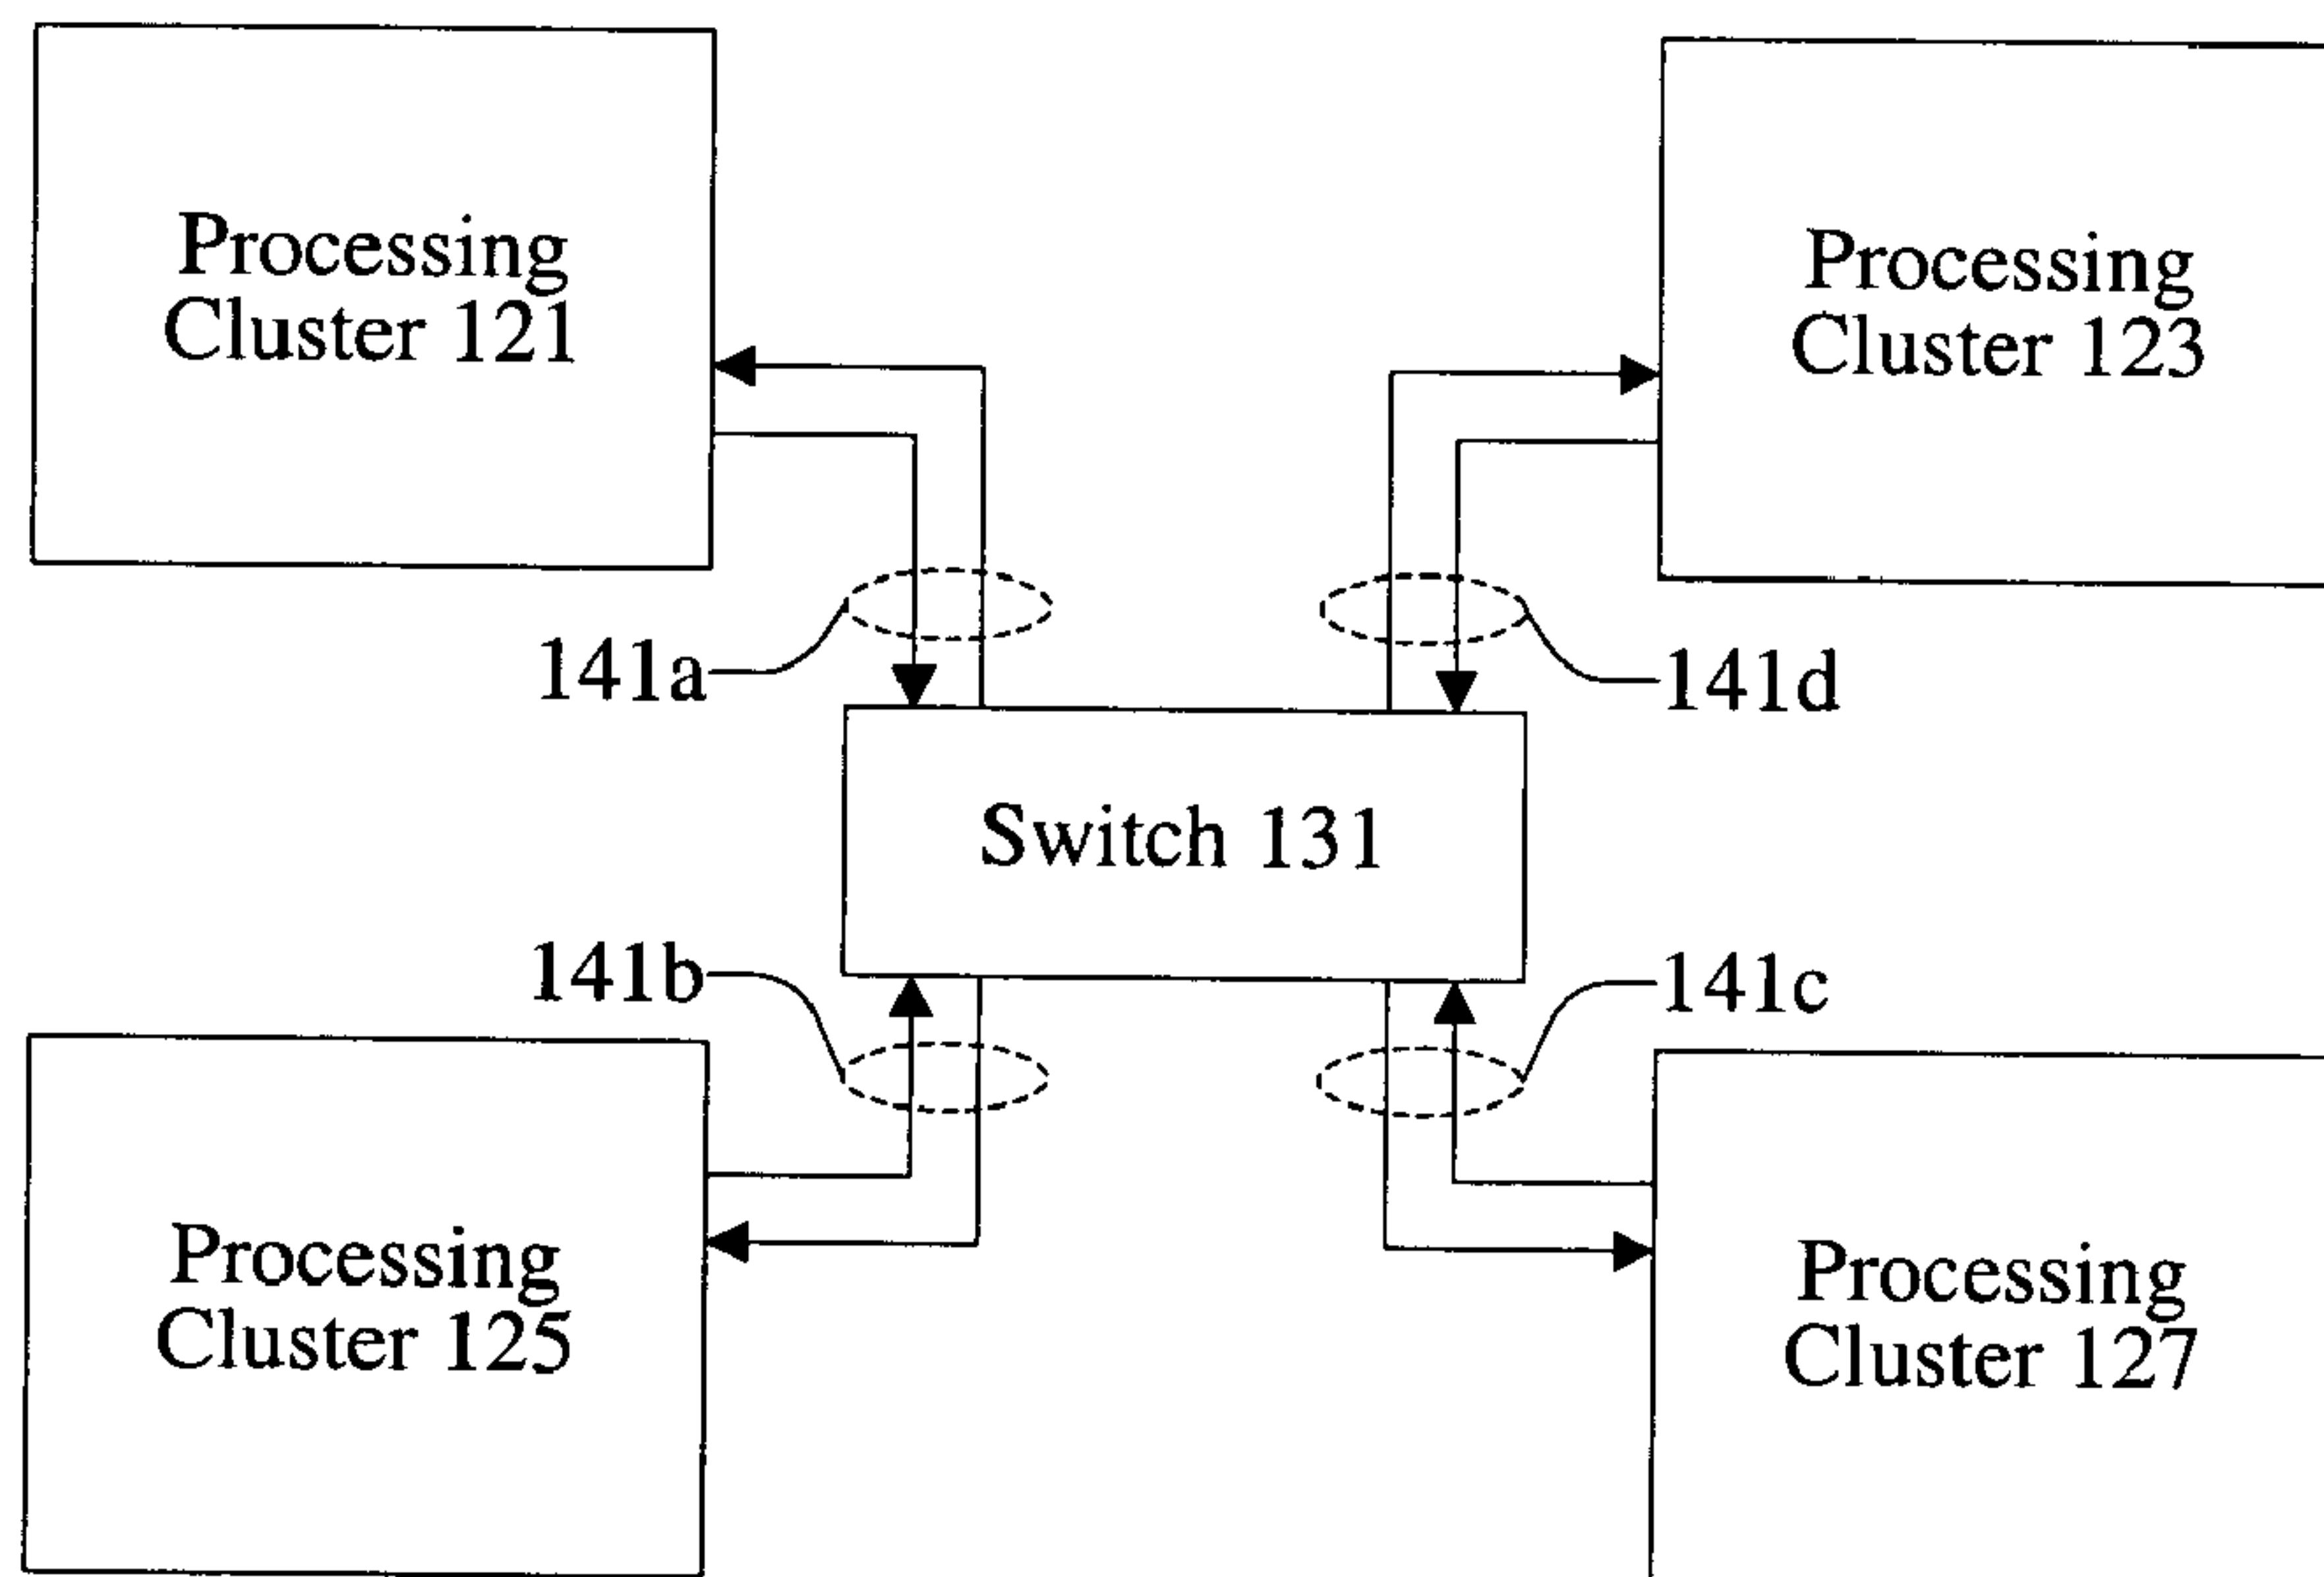 Processing
Cluster 121
Processing
Cluster 123
141a
141d
Switch 131
141b
141c
Processing
Cluster 125
Processing
Cluster 127